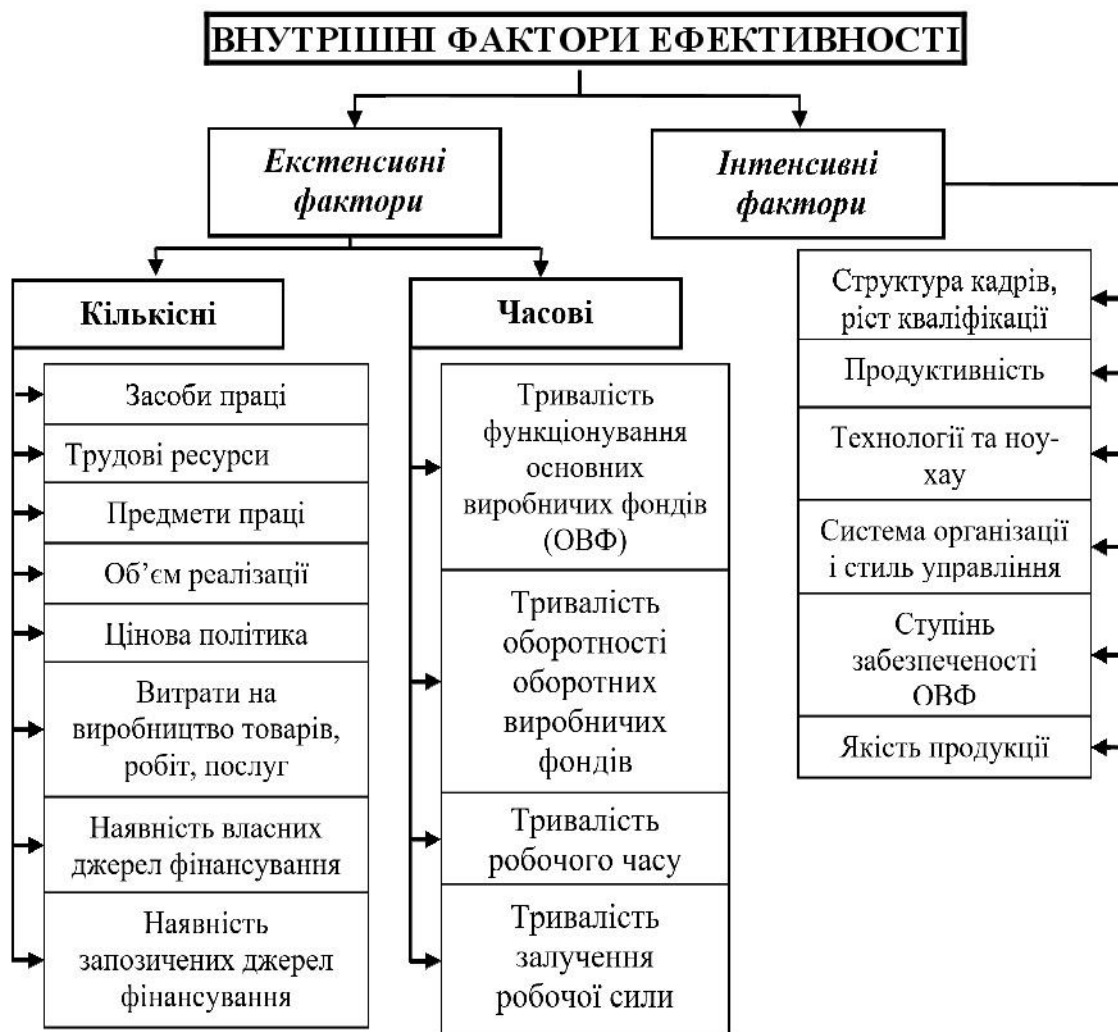 ВНУТРІШНІ ФАКТОРИ ЕФЕКТИВНОСТІ
Екстенсивні
фактори
Інтенсивні
фактори
Кількісні
Засоби праці
Трудові ресурси
Предмети праці
Об’єм реалізації
Цінова політика
Витрати на
виробництво товарів,
робіт, послуг
Наявність власних
джерел фінансування
Наявність
запозичених джерел
фінансування
Часові
Тривалість
функціонування
основних
виробничих фондів
(ОВФ)
Тривалість
оборотності
оборотних
виробничих
фондів
Тривалість
робочого часу
Тривалість
залучення
робочої сили
Структура кадрів,
ріст кваліфікації
Продуктивність
Технології та ноу-
хау
Система організації
і стиль управління
Ступінь
забезпеченості
ОВФ
Якість продукції